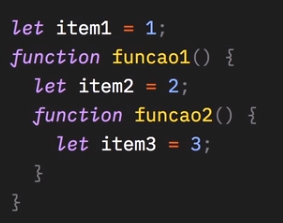 let item1 = 1;
function funcao1() {
  let item2 = 2;
  function funcao2() {
    let item3 = 3;
  }
}